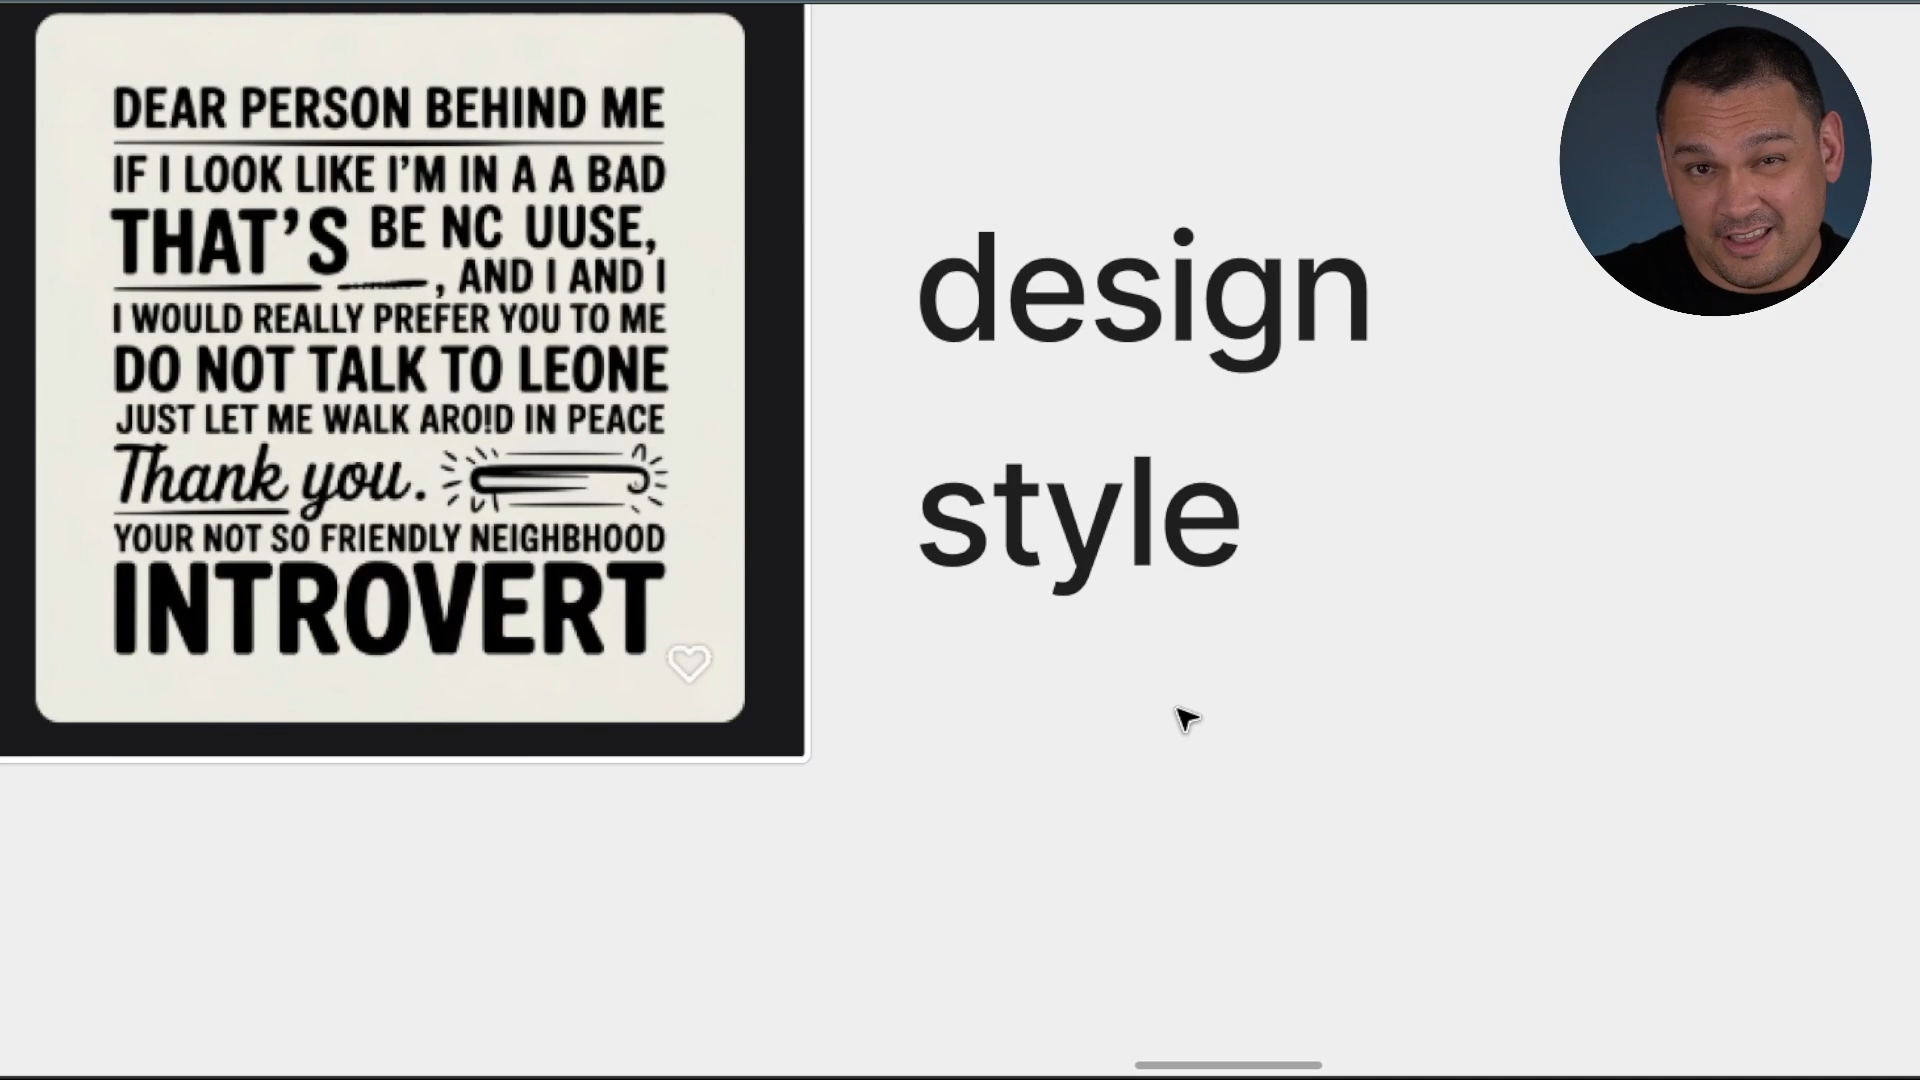 DEAR PERSON BEHIND ME
IF I LOOK LIKE I'M IN A A BAD
THAT'S BE NC UUSE,
, AND I AND I
I WOULD REALLY PREFER YOU TO ME
DO NOT TALK TO LEONE
JUST LET ME WALK ARO!D IN PEACE
Thank you.
YOUR NOT SO FRIENDLY NEIGHBHOOD
INTROVERT
design
style